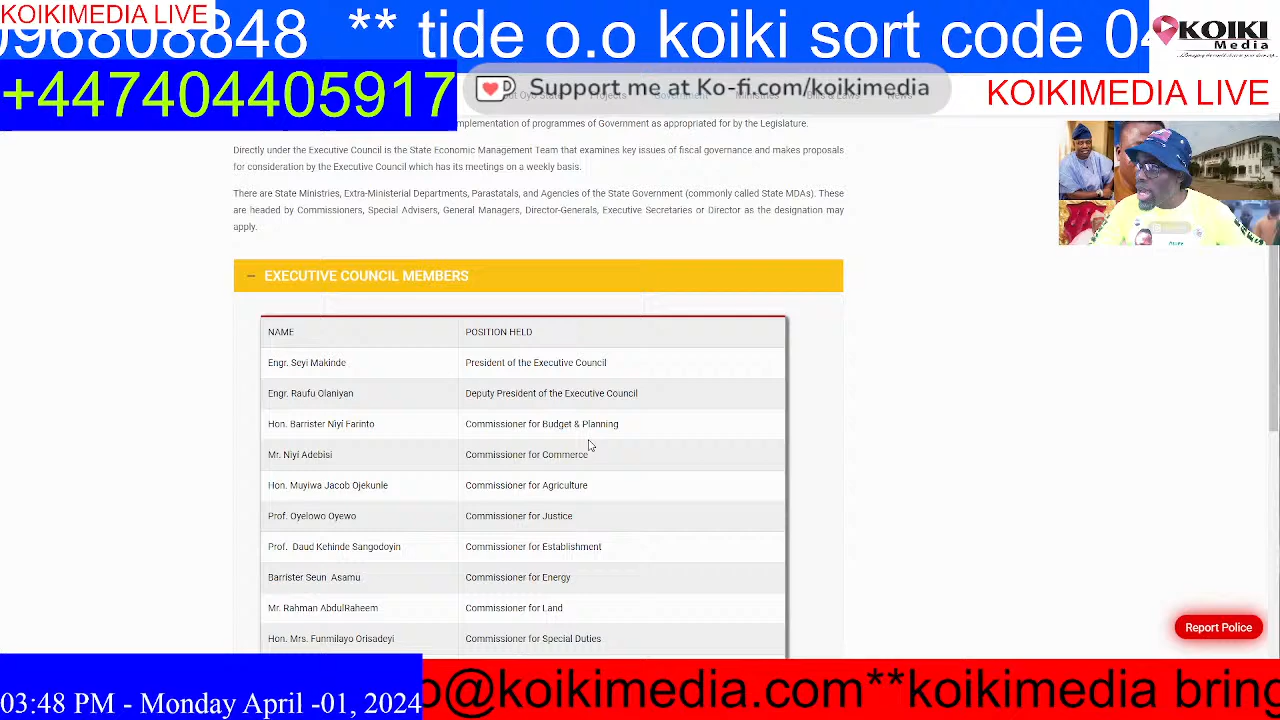 KOIKIMEDIA LIVE
096808848 ** tide o.o koiki sort code 04
KOIKI
Media
+447404405917
Support me at Ko-fi.com/koikimedia
KOIKIMEDIA LIVE
Projects Government Ministries Bills & Laws News
implementation of programmes of Government as appropriated for by the Legislature.
Directly under the Executive Council is the State Economic Management Team that examines key issues of fiscal governance and makes proposals
for consideration by the Executive Council which has its meetings on a weekly basis.
There are State Ministries, Extra-Ministerial Departments, Parastatals, and Agencies of the State Government (commonly called State MDAs). These
are headed by Commissioners, Special Advisers, General Managers, Director-Generals, Executive Secretaries or Director as the designation may
apply.
EXECUTIVE COUNCIL MEMBERS
NAME POSITION HELD
Engr. Seyi Makinde President of the Executive Council
Engr. Raufu Olaniyan Deputy President of the Executive Council
Hon. Barrister Niyi Farinto Commissioner for Budget & Planning
Mr. Niyi Adebisi Commissioner for Commerce
Hon. Muyiwa Jacob Ojekunle Commissioner for Agriculture
Prof. Oyelowo Oyewo Commissioner for Justice
Prof. Daud Kehinde Sangodoyin Commissioner for Establishment
Barrister Seun Asamu Commissioner for Energy
Mr. Rahman AbdulRaheem Commissioner for Land
Hon. Mrs. Funmilayo Orisadeyi Commissioner for Special Duties
Report Police
03:48 PM - Monday April -01, 2024
o@koikimedia.com**koikimedia bring